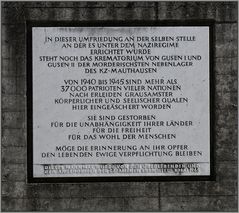 IN DIESER UMFRIEDUNG AN DER SELBEN STELLE
AN DER ES UNTER DEM NAZIREGIME
ERRICHTET WURDE
STEHT NOCH DAS KREMATORIUM VON GUSEN I UND
GUSEN II DER MÖRDERISCHSTEN NEBENLAGER
DES KZ-MAUTHAUSEN
VON 1940 BIS 1945 SIND MEHR ALS
37000 PATRIOTEN VIELER NATIONEN
NACH ERLEIDEN GRAUSAMSTER
KÖRPERLICHER UND SEELISCHER QUALEN
HIER EINGEÄSCHERT WORDEN
SIE SIND GESTORBEN
FÜR DIE UNABHÄNGIGKEIT IHRER LÄNDER
FÜR DIE FREIHEIT
FÜR DAS WOHL DER MENSCHEN
MÖGE DIE ERINNERUNG AN IHR OPFER
DEN LEBENDEN EWIGE VERPFLICHTUNG BLEIBEN